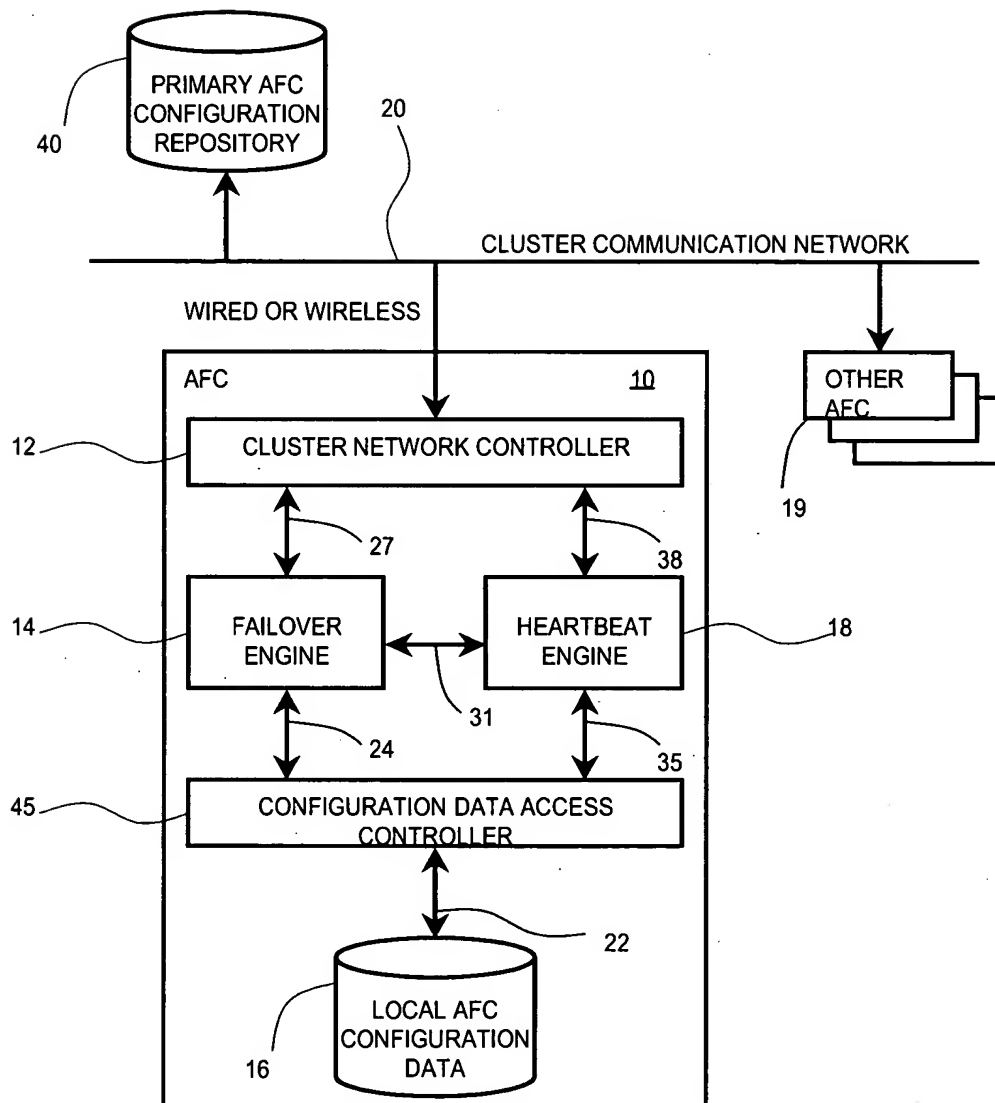 PRIMARY AFC
CONFIGURATION
REPOSITORY
40
20
CLUSTER COMMUNICATION NETWORK
WIRED OR WIRELESS
AFC
10
OTHER
AFC
19
12
CLUSTER NETWORK CONTROLLER
27
38
14
FAILOVER
ENGINE
HEARTBEAT
ENGINE
18
31
24
35
45
CONFIGURATION DATA ACCESS
CONTROLLER
22
16
LOCAL AFC
CONFIGURATION
DATA